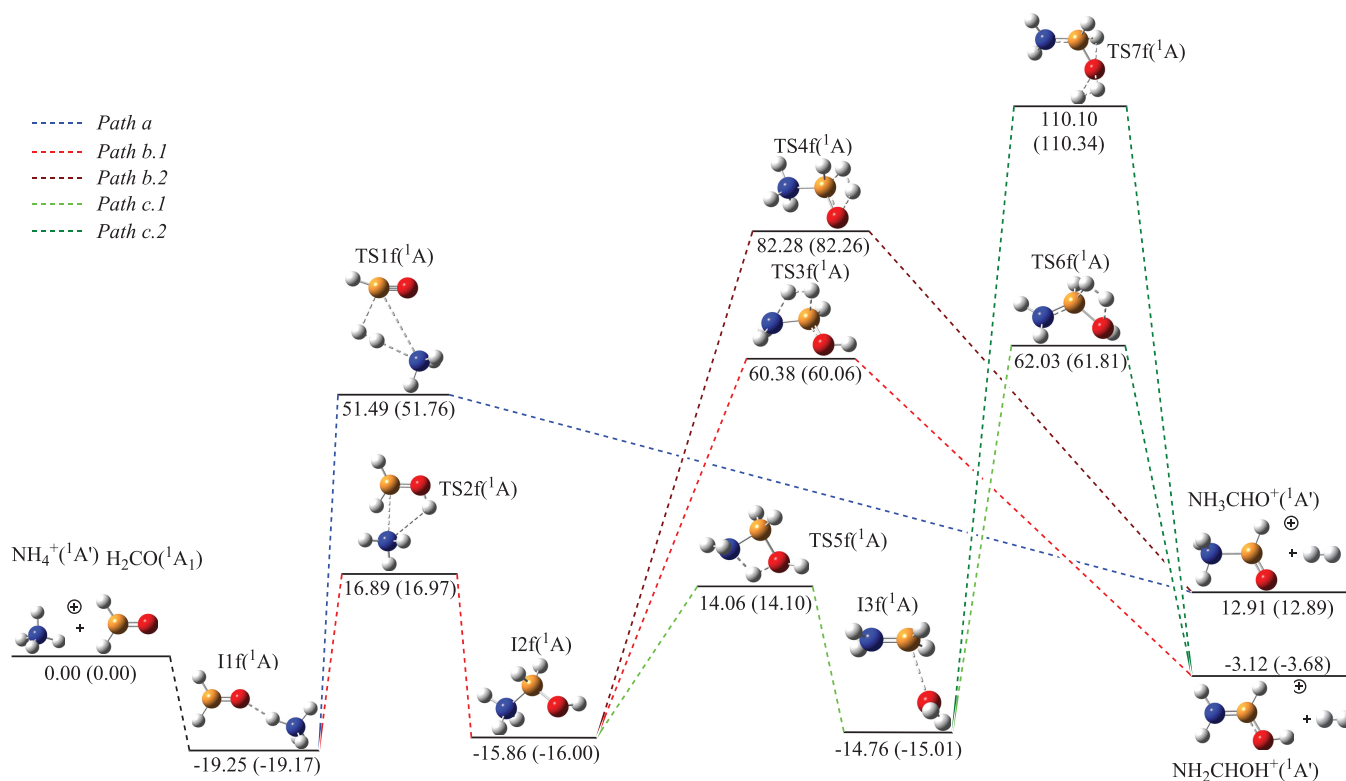 TS7f(¹A)
110.10
(110.34)
Path a
Path b.1
Path b.2
Path c.1
Path c.2
TS4f(¹A)
82.28 (82.26)
TS1f(¹A)
TS3f(¹A)
TS6f(¹A)
60.38 (60.06)
62.03 (61.81)
51.49 (51.76)
TS2f(¹A)
TS5f(¹A)
NH₃CHO⁺(¹A')
⊕
+
NH₄⁺(¹A') H₂CO(¹A₁)
⊕
+
16.89 (16.97)
14.06 (14.10)
12.91 (12.89)
I3f(¹A)
I2f(¹A)
0.00 (0.00)
I1f(¹A)
-3.12 (-3.68)
⊕
+
-19.25 (-19.17)
-15.86 (-16.00)
-14.76 (-15.01)
NH₂CHOH⁺(¹A')